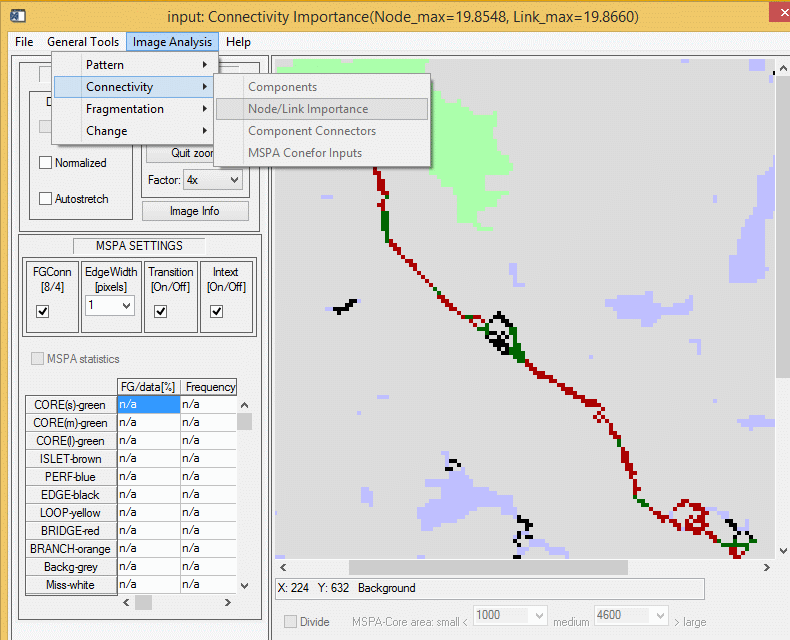 input: Connectivity Importance(Node_max=19.8548, Link_max=19.8660)
File General Tools Image Analysis Help
Pattern
Connectivity
Fragmentation
Change
Components
Node/Link Importance
Component Connectors
MSPA Conefor Inputs
Normalized
Autostretch
Quit zoo
Factor: 4x
Image Info
MSPA SETTINGS
FGConn EdgeWidth Transition Intext
[8/4] [pixels] [On/Off] [On/Off]
1
MSPA statistics
FG/data[%] Frequency
CORE(s)-green n/a n/a
CORE(m)-green n/a n/a
CORE(l)-green n/a n/a
ISLET-brown n/a n/a
PERF-blue n/a n/a
EDGE-black n/a n/a
LOOP-yellow n/a n/a
BRIDGE-red n/a n/a
BRANCH-orange n/a n/a
Backg-grey n/a n/a
Miss-white n/a n/a
X: 224 Y: 632 Background
Divide MSPA-Core area: small < 1000 medium 4600 > large